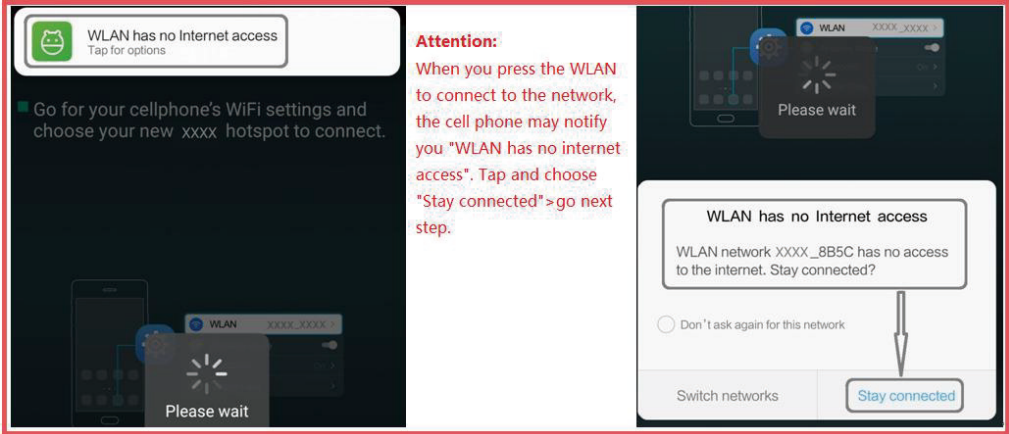 WLAN has no Internet access
Tap for options
Go for your cellphone's WiFi settings and
choose your new xxxx hotspot to connect.
WLAN XXXX_XXXX >
Please wait
Attention:
When you press the WLAN
to connect to the network,
the cell phone may notify
you "WLAN has no internet
access". Tap and choose
"Stay connected">go next
step.
WLAN XXXX_XXXX >
On >
Please wait
WLAN has no Internet access
WLAN network XXXX_8B5C has no access
to the internet. Stay connected?
Don't ask again for this network
Switch networks
Stay connected